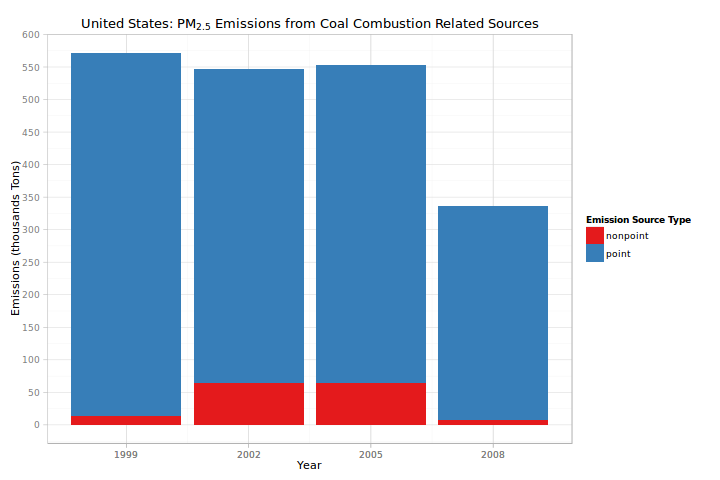 United States: PM2.5 Emissions from Coal Combustion Related Sources
Emissions (thousands Tons)
600
550
500
450
400
350
300
250
200
150
100
50
0
1999 2002 2005 2008
Year
Emission Source Type
nonpoint
point